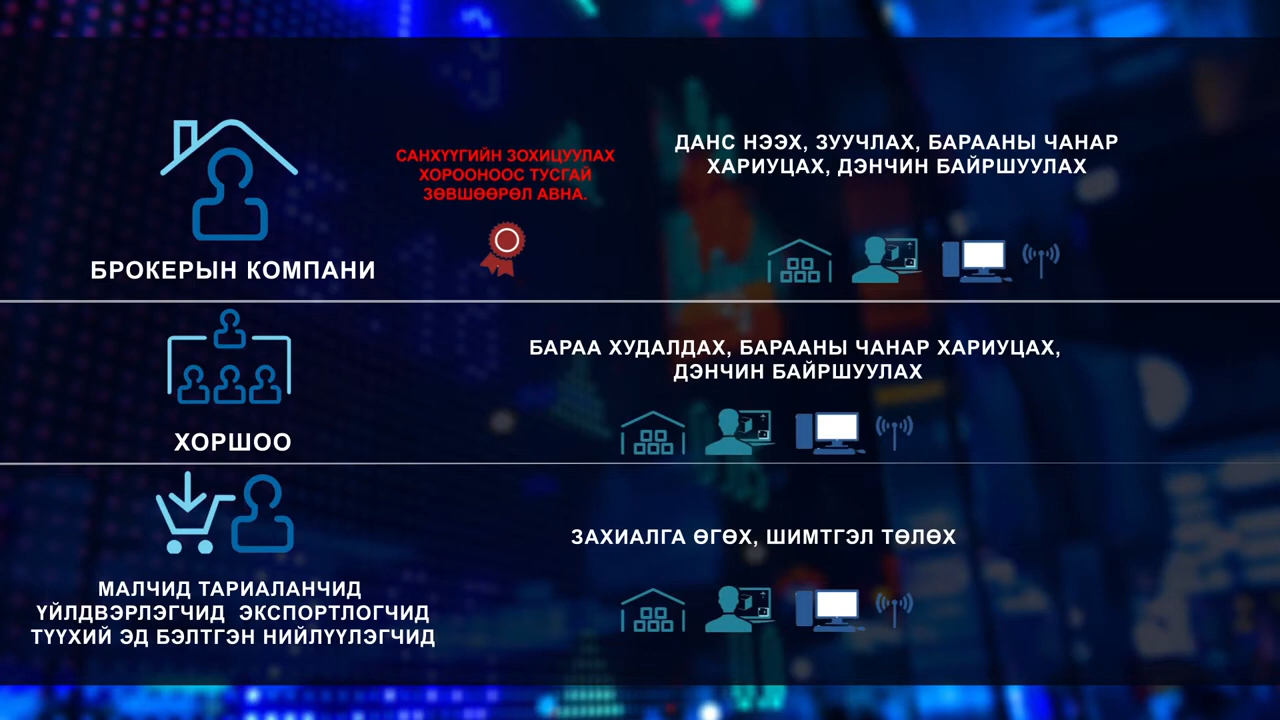 САНХҮҮГИЙН ЗОХИЦУУЛАХ
ХОРООНООС ТУСГАЙ
ЗӨВШӨӨРӨЛ АВНА.
ДАНС НЭЭХ, ЗУУЧЛАХ, БАРААНЫ ЧАНАР
ХАРИУЦАХ, ДЭНЧИН БАЙРШУУЛАХ
БРОКЕРЫН КОМПАНИ
БАРАА ХУДАЛДАХ, БАРААНЫ ЧАНАР ХАРИУЦАХ,
ДЭНЧИН БАЙРШУУЛАХ
ХОРШОО
ЗАХИАЛГА ӨГӨХ, ШИМТГЭЛ ТӨЛӨХ
МАЛЧИД ТАРИАЛАНЧИД
ҮЙЛДВЭРЛЭГЧИД ЭКСПОРТЛОГЧИД
ТҮҮХИЙ ЭД БЭЛТГЭН НИЙЛҮҮЛЭГЧИД